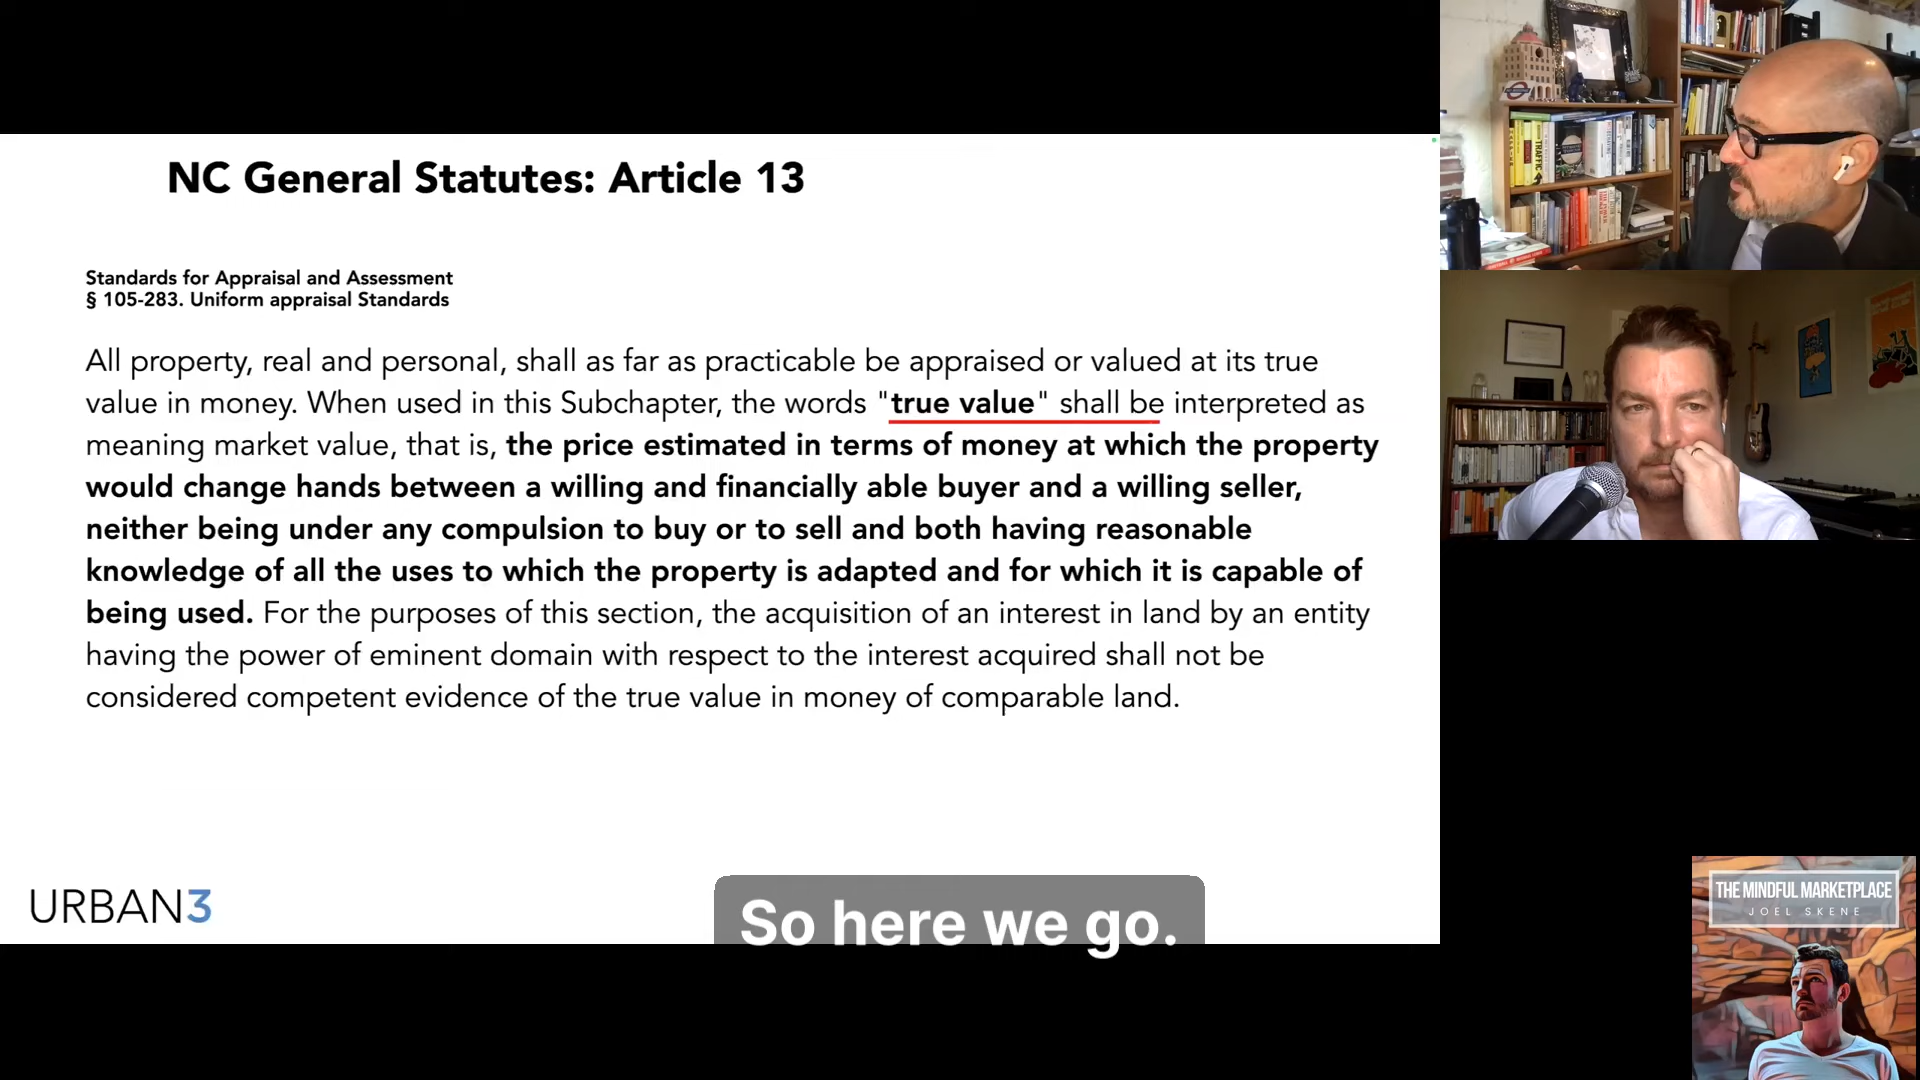 NC General Statutes: Article 13
Standards for Appraisal and Assessment
§ 105-283. Uniform appraisal Standards
All property, real and personal, shall as far as practicable be appraised or valued at its true
value in money. When used in this Subchapter, the words "true value" shall be interpreted as
meaning market value, that is, the price estimated in terms of money at which the property
would change hands between a willing and financially able buyer and a willing seller,
neither being under any compulsion to buy or to sell and both having reasonable
knowledge of all the uses to which the property is adapted and for which it is capable of
being used. For the purposes of this section, the acquisition of an interest in land by an entity
having the power of eminent domain with respect to the interest acquired shall not be
considered competent evidence of the true value in money of comparable land.
URBAN3
So here we go.
TRAFFIC
THE MINDFUL MARKETPLACE
JOEL SKENE